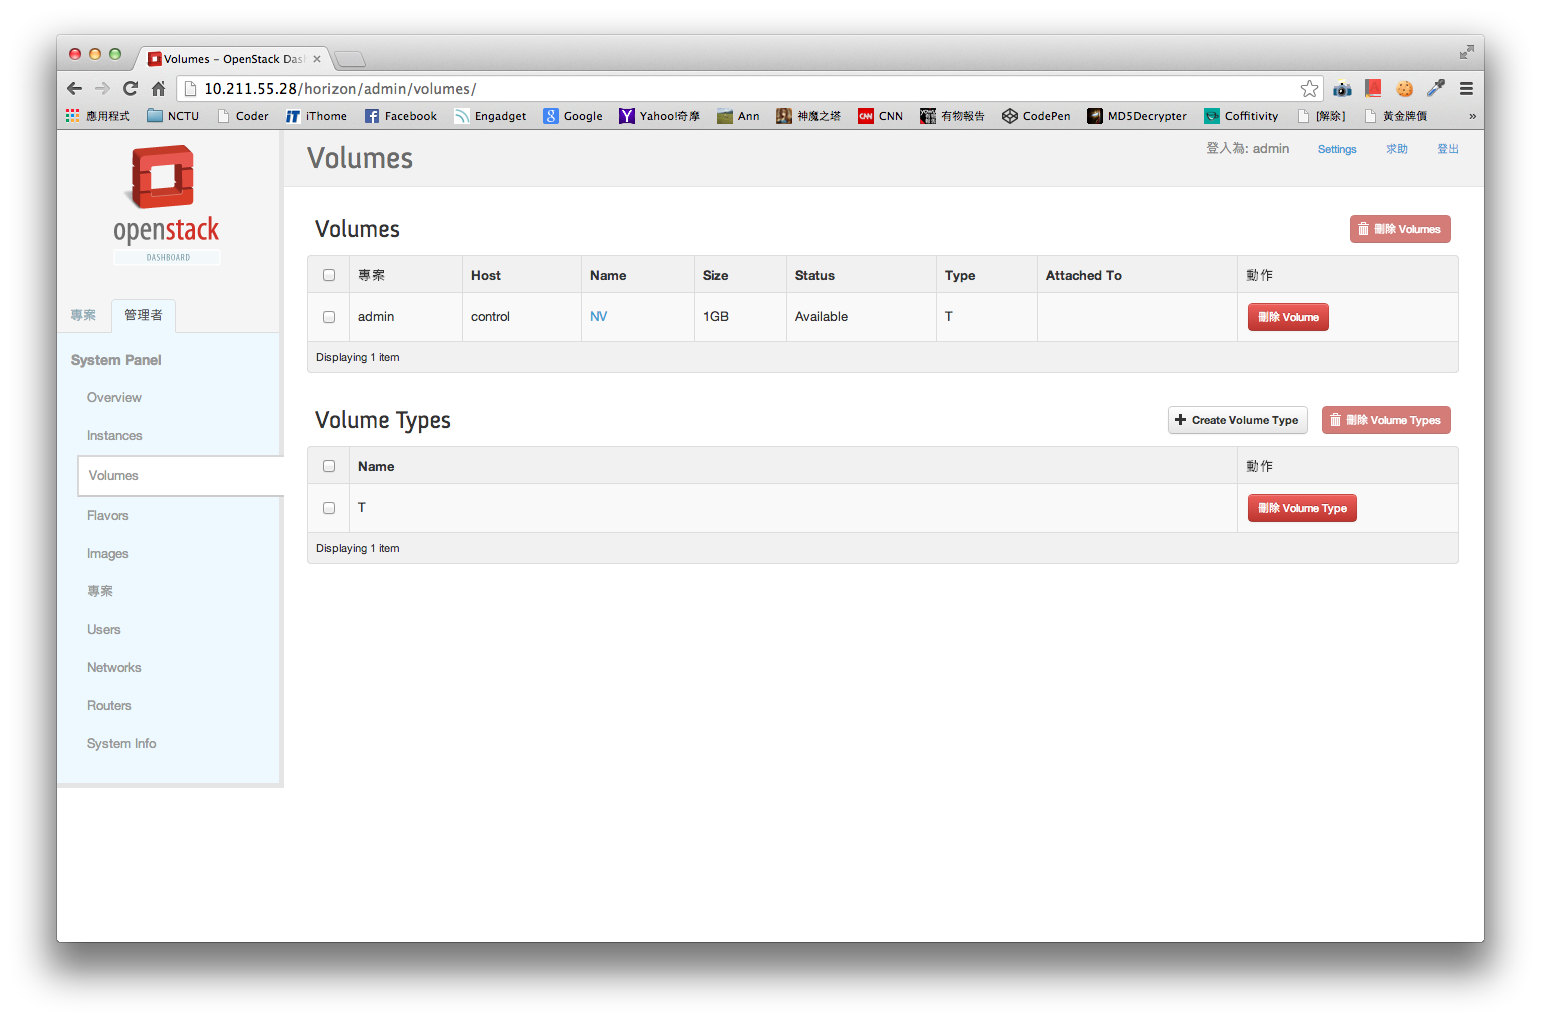 Volumes – OpenStack Das
10.211.55.28/horizon/admin/volumes/
應用程式 NCTU Coder iThome Facebook Engadget Google Yahoo!奇摩 Ann 神魔之塔 CNN 有物報告 CodePen MD5Decrypter Coffitivity [解除] 黃金牌價 »
openstack
DASHBOARD
專案 管理者
System Panel
Overview
Instances
Volumes
Flavors
Images
專案
Users
Networks
Routers
System Info
Volumes
登入為: admin Settings 求助 登出
Volumes
刪除 Volumes
專案 Host Name Size Status Type Attached To 動作
admin control NV 1GB Available T 刪除 Volume
Displaying 1 item
Volume Types
Create Volume Type 刪除 Volume Types
Name 動作
T 刪除 Volume Type
Displaying 1 item